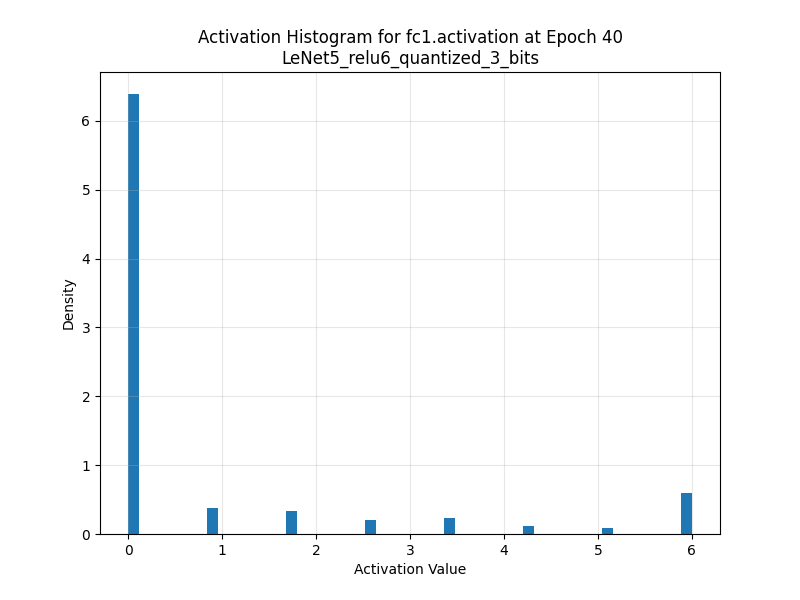 Activation Histogram for fc1.activation at Epoch 40
LeNet5_relu6_quantized_3_bits
6
5
4
3
2
1
0
Density
0 1 2 3 4 5 6
Activation Value